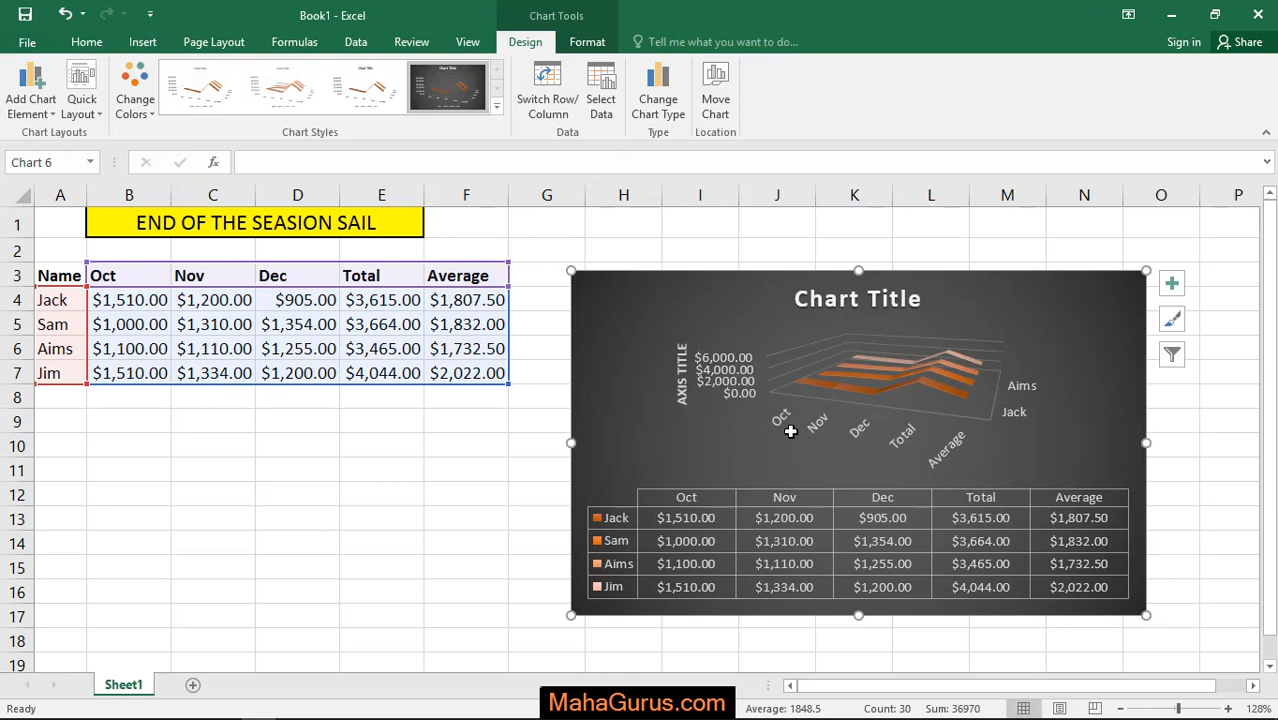 Book1 - Excel
Chart Tools
File Home Insert Page Layout Formulas Data Review View Design Format Tell me what you want to do... Sign in Share
Add Chart Element
Quick Layout
Change Colors
Switch Row/ Column
Select Data
Change Chart Type
Move Chart
Chart Layouts Chart Styles Data Type Location
Chart 6 fx
A B C D E F G H I J K L M N O P
1 END OF THE SEASION SAIL
2
3 Name Oct Nov Dec Total Average
4 Jack $1,510.00 $1,200.00 $905.00 $3,615.00 $1,807.50
5 Sam $1,000.00 $1,310.00 $1,354.00 $3,664.00 $1,832.00
6 Aims $1,100.00 $1,110.00 $1,255.00 $3,465.00 $1,732.50
7 Jim $1,510.00 $1,334.00 $1,200.00 $4,044.00 $2,022.00
8
9
10
11
12
13
14
15
16
17
18
19
Chart Title
AXIS TITLE
$6,000.00
$4,000.00
$2,000.00
$0.00
Aims
Jack
Oct Nov Dec Total Average
Oct Nov Dec Total Average
Jack $1,510.00 $1,200.00 $905.00 $3,615.00 $1,807.50
Sam $1,000.00 $1,310.00 $1,354.00 $3,664.00 $1,832.00
Aims $1,100.00 $1,110.00 $1,255.00 $3,465.00 $1,732.50
Jim $1,510.00 $1,334.00 $1,200.00 $4,044.00 $2,022.00
Sheet1
MahaGurus.com
Ready Average: 1848.5 Count: 30 Sum: 36970 128%